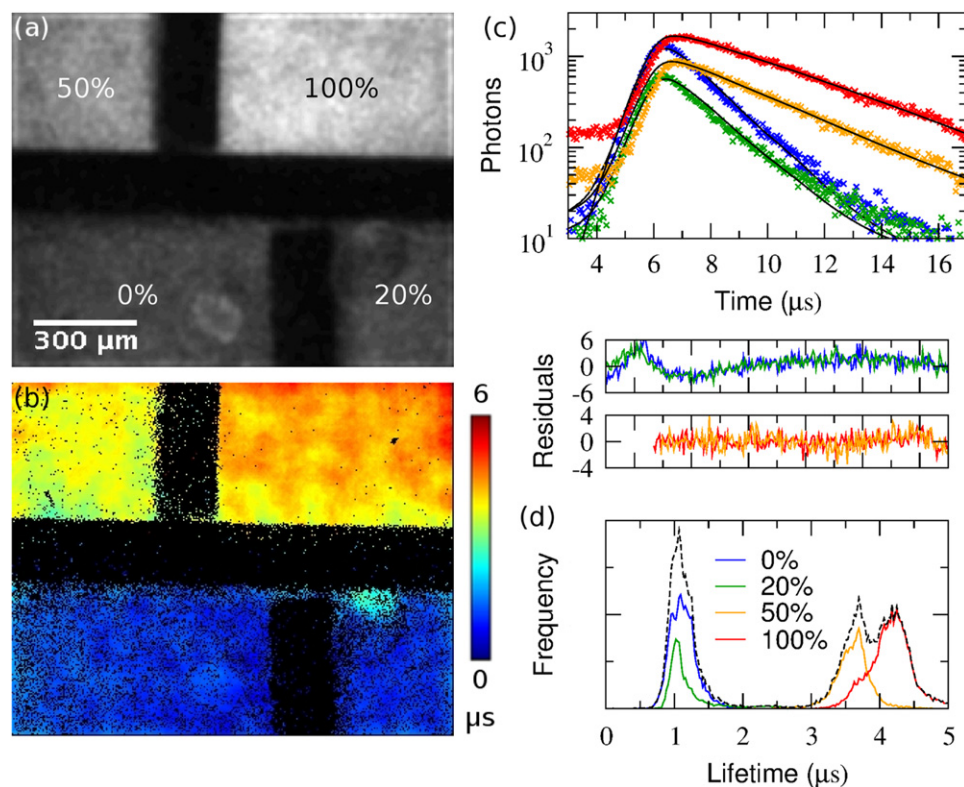 (a)
50%
100%
0%
20%
300 µm
(b)
6
0
µs
(c)
Photons
10³
10²
10¹
4 6 8 10 12 14 16
Time (µs)
Residuals
6
0
-6
4
0
-4
(d)
Frequency
0%
20%
50%
100%
0 1 2 3 4 5
Lifetime (µs)